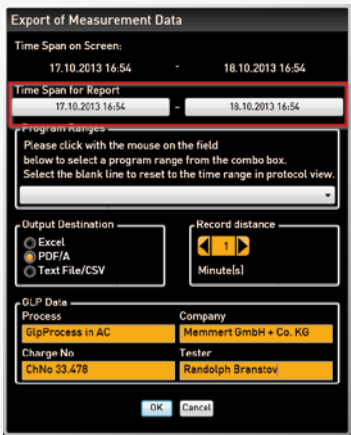 Export of Measurement Data
Time Span on Screen:
17.10.2013 16:54 - 18.10.2013 16:54
Time Span for Report
17.10.2013 16:54 - 18.10.2013 16:54
Program Ranges
Please click with the mouse on the field
below to select a program range from the combo box.
Select the blank line to reset to the time range in protocol view.
Output Destination
Record distance
Excel
PDF/A
Text File/CSV
1
Minute[s]
GLP Data
Process Company
GlpProcess in AC Memmert GmbH + Co. KG
Charge No Tester
ChNo 33.478 Randolph Branstov
OK Cancel